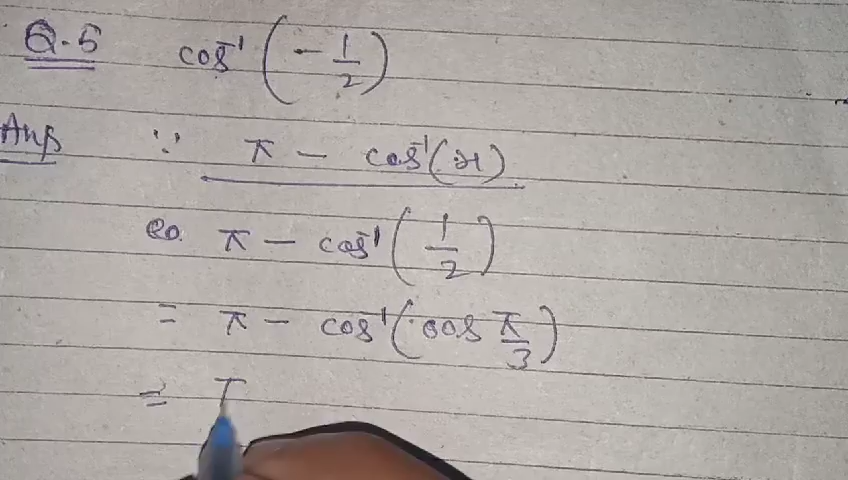 Q.5 cos⁻¹(-1/2)
Ans ∵ π - cos⁻¹(x)
so. π - cos⁻¹(1/2)
= π - cos⁻¹(cos π/3)
=